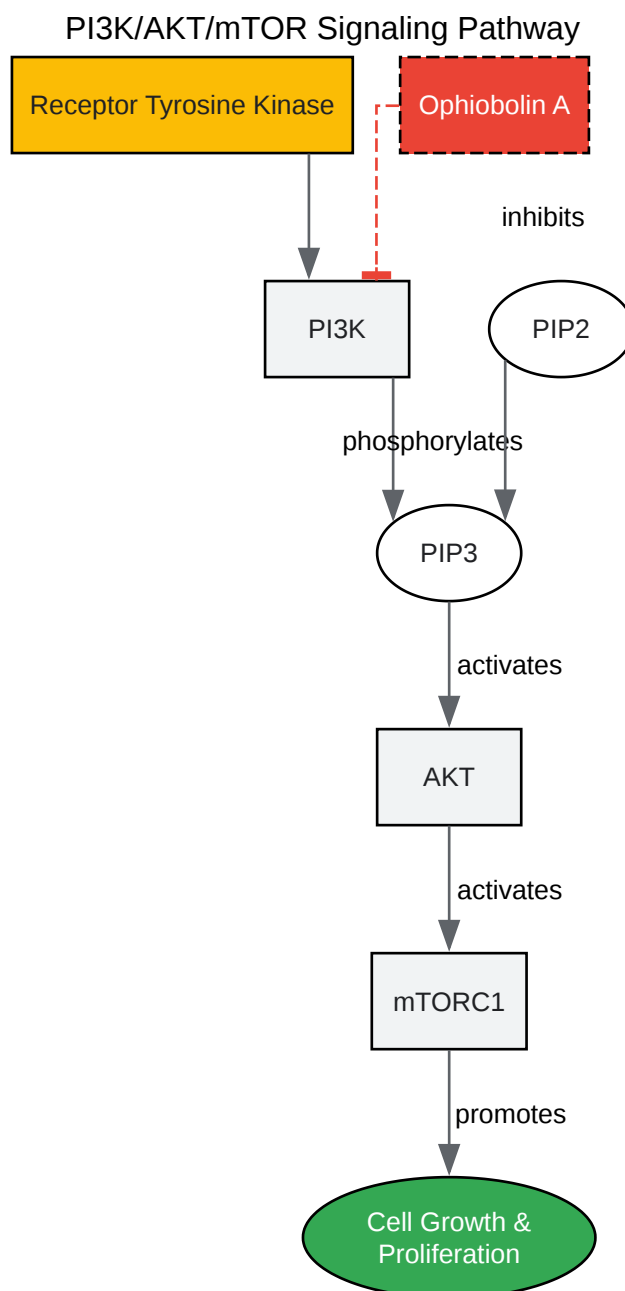 PI3K/AKT/mTOR Signaling Pathway
Receptor Tyrosine Kinase
Ophiobolin A
inhibits
PI3K
PIP2
phosphorylates
PIP3
activates
AKT
activates
mTORC1
promotes
Cell Growth &
Proliferation